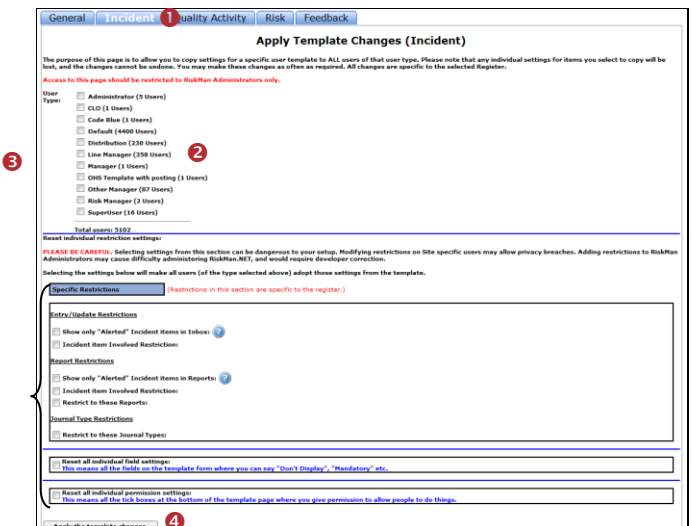 General Incident 1 uality Activity Risk Feedback
Apply Template Changes (Incident)
The purpose of this page is to allow you to copy settings for a specific user template to ALL users of that user type. Please note that any individual settings for items you select to copy will be
lost, and the changes cannot be undone. You may make these changes as often as required. All changes are specific to the selected Register.
Access to this page should be restricted to RiskMan Administrators only.
User
Type:
Administrator (5 Users)
CLO (1 Users)
Code Blue (1 Users)
Default (4400 Users)
Distribution (230 Users)
Line Manager (358 Users)
2
3
Manager (1 Users)
OHS Template with posting (1 Users)
Other Manager (87 Users)
Risk Manager (2 Users)
SuperUser (16 Users)
Total users: 5102
Reset individual restriction settings:
PLEASE BE CAREFUL. Selecting settings from this section can be dangerous to your setup. Modifying restrictions on Site specific users may allow privacy breaches. Adding restrictions to RiskMan
Administrators may cause difficulty administering RiskMan.NET, and would require developer correction.
Selecting the settings below will make all users (of the type selected above) adopt those settings from the template.
Specific Restrictions (Restrictions in this section are specific to the register.)
Entry/Update Restrictions
Show only "Alerted" Incident items in Inbox: ?
Incident item Involved Restriction:
Report Restrictions
Show only "Alerted" Incident items in Reports: ?
Incident item Involved Restriction:
Restrict to these Reports:
Journal Type Restrictions
Restrict to these Journal Types:
Reset all individual field settings:
This means all the fields on the template form where you can say "Don't Display", "Mandatory" etc.
Reset all individual permission settings:
This means all the tick boxes at the bottom of the template page where you give permission to allow people to do things.
Apply the template changes 4